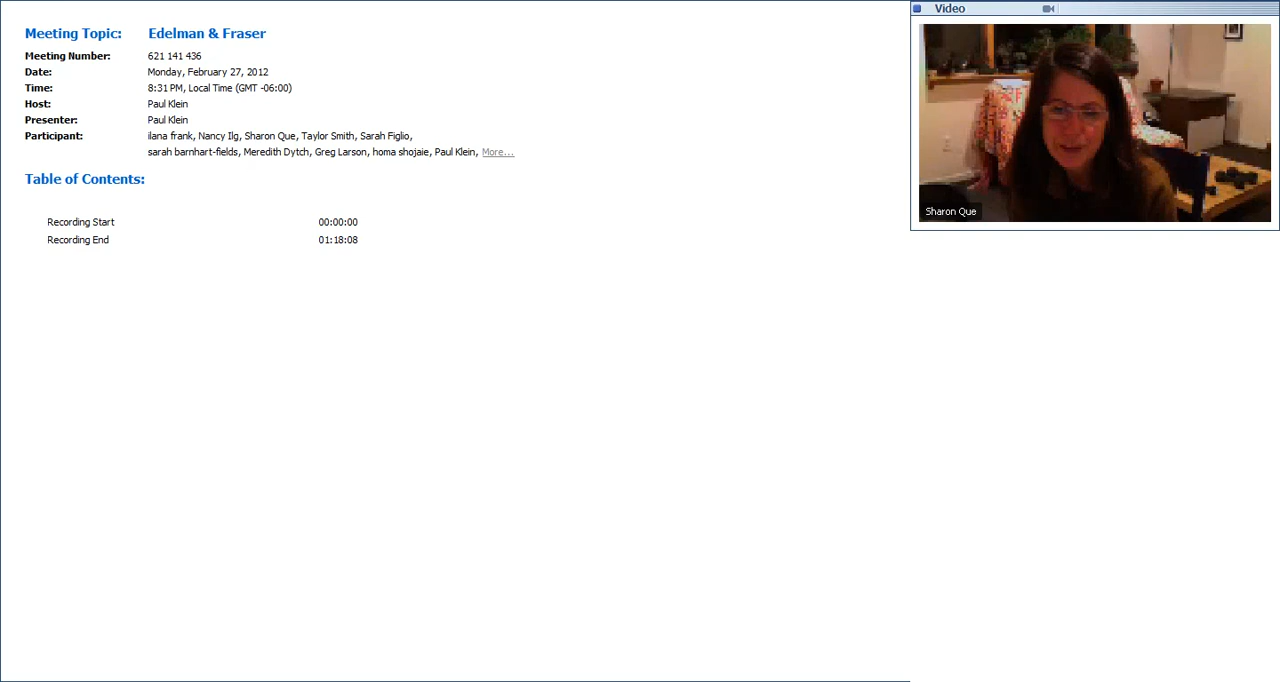 Meeting Topic: Edelman & Fraser
Meeting Number: 621 141 436
Date: Monday, February 27, 2012
Time: 8:31 PM, Local Time (GMT -06:00)
Host: Paul Klein
Presenter: Paul Klein
Participant: ilana frank, Nancy Ilg, Sharon Que, Taylor Smith, Sarah Figlio,
sarah barnhart-fields, Meredith Dytch, Greg Larson, homa shojaie, Paul Klein, More...
Table of Contents:
Recording Start 00:00:00
Recording End 01:18:08
Video
Sharon Que